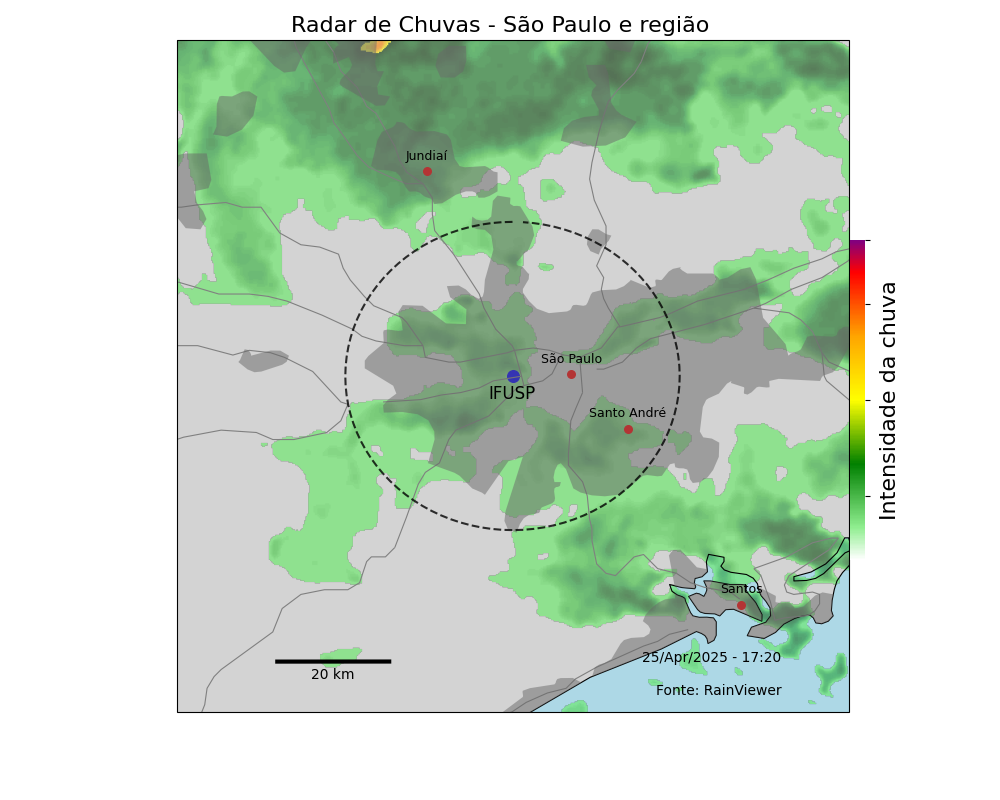 Radar de Chuvas - São Paulo e região
Jundiaí
São Paulo
IFUSP
Santo André
Intensidade da chuva
Santos
25/Apr/2025 - 17:20
20 km
Fonte: RainViewer